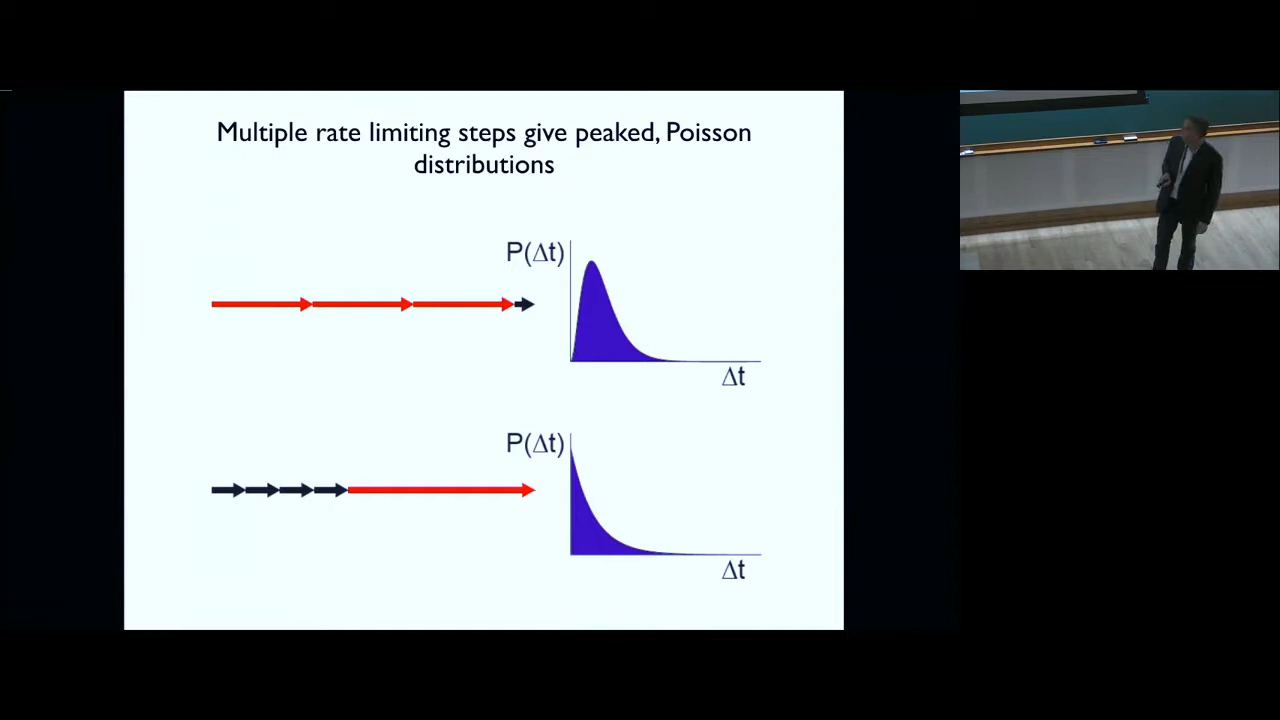 Multiple rate limiting steps give peaked, Poisson
distributions
P(Δt)
Δt
P(Δt)
Δt